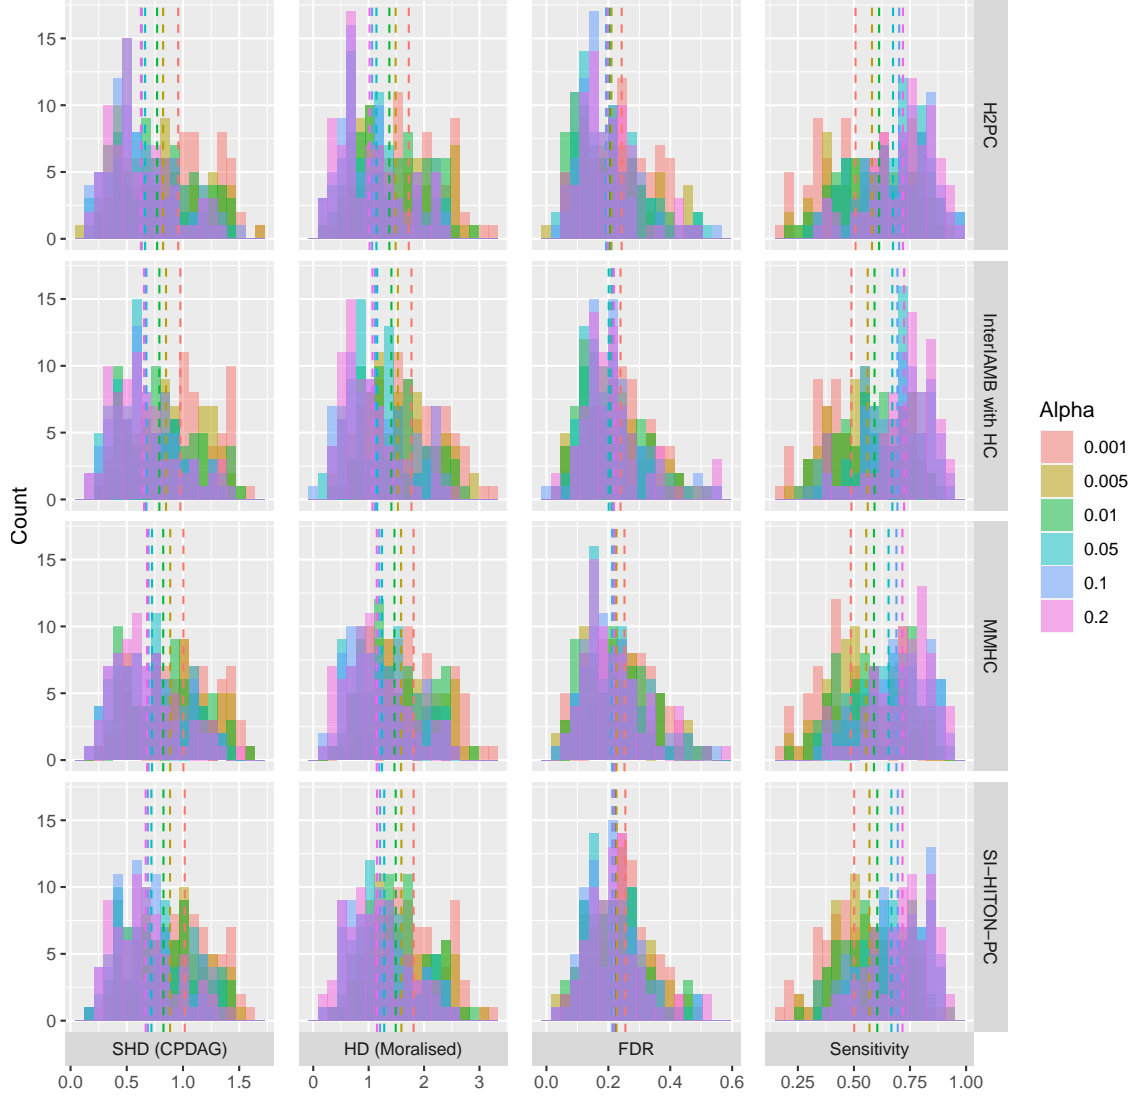 15
10
5
0
H2PC
15
10
5
0
InterIAMB with HC
Count
15
10
5
0
MMHC
15
10
5
0
SI−HITON−PC
SHD (CPDAG)
HD (Moralised)
FDR
Sensitivity
0.0 0.5 1.0 1.5
0 1 2 3
0.0 0.2 0.4 0.6
0.25 0.50 0.75 1.00
Alpha
0.001
0.005
0.01
0.05
0.1
0.2